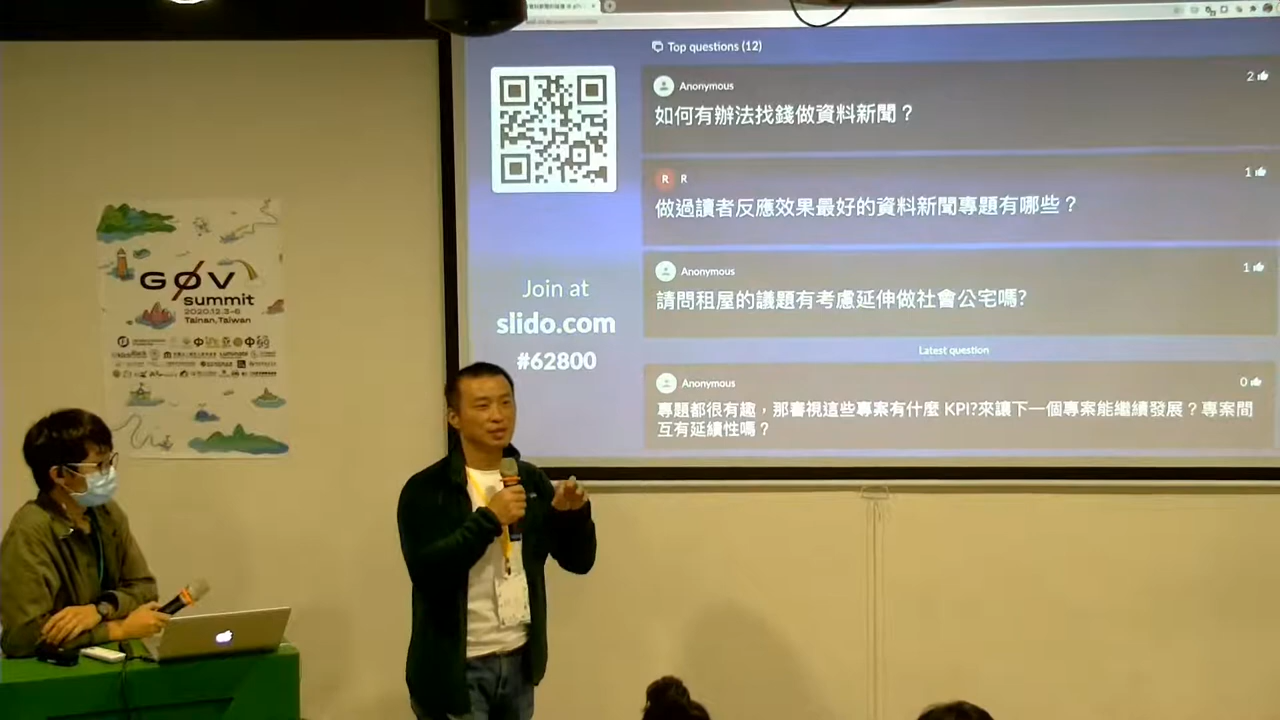 Top questions (12)
Anonymous
2
如何有辦法找錢做資料新聞？
R R
1
做過讀者反應效果最好的資料新聞專題有哪些？
Anonymous
1
請問租屋的議題有考慮延伸做社會公宅嗎?
Latest question
Anonymous
0
專題都很有趣，那審視這些專案有什麼 KPI?來讓下一個專案能繼續發展？專案間
互有延續性嗎？
Join at
slido.com
#62800
GØV
summit
2020.12.3-6
Tainan, Taiwan